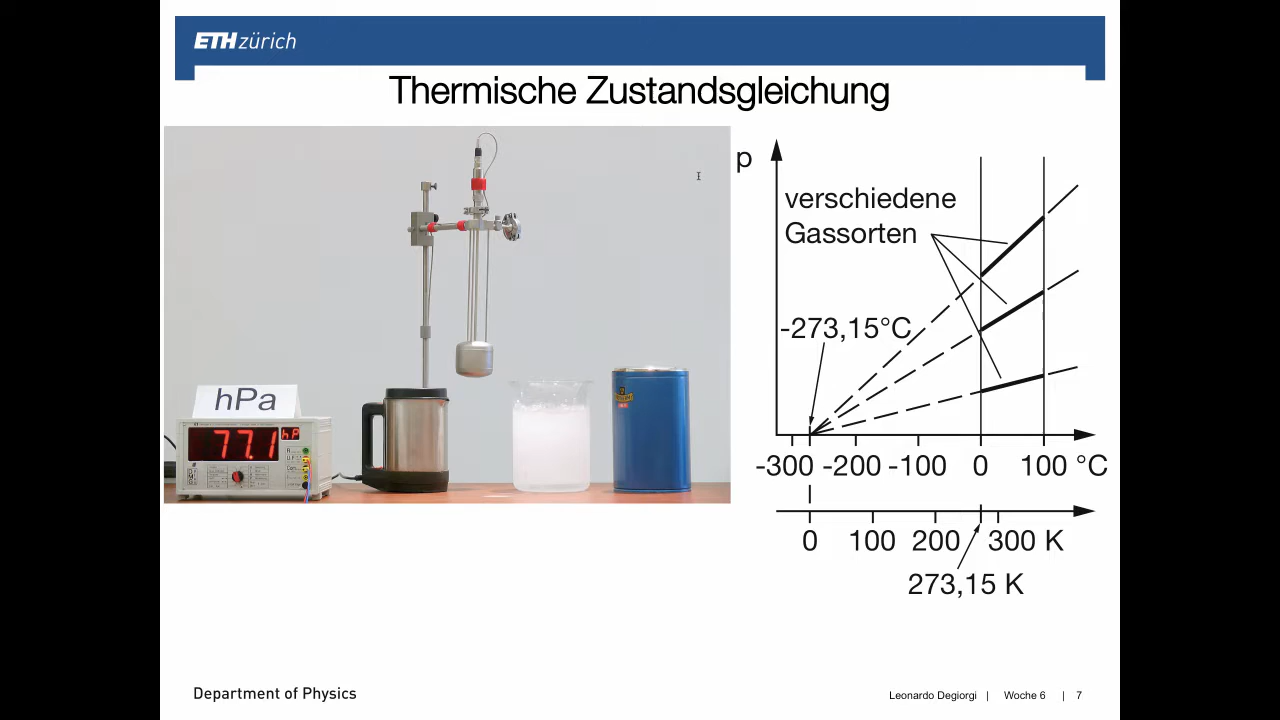 ETH zürich
Thermische Zustandsgleichung
hPa
77.1 hP
p
verschiedene
Gassorten
-273,15°C
-300 -200 -100 0 100 °C
0 100 200 300 K
273,15 K
Department of Physics
Leonardo Degiorgi | Woche 6 | 7